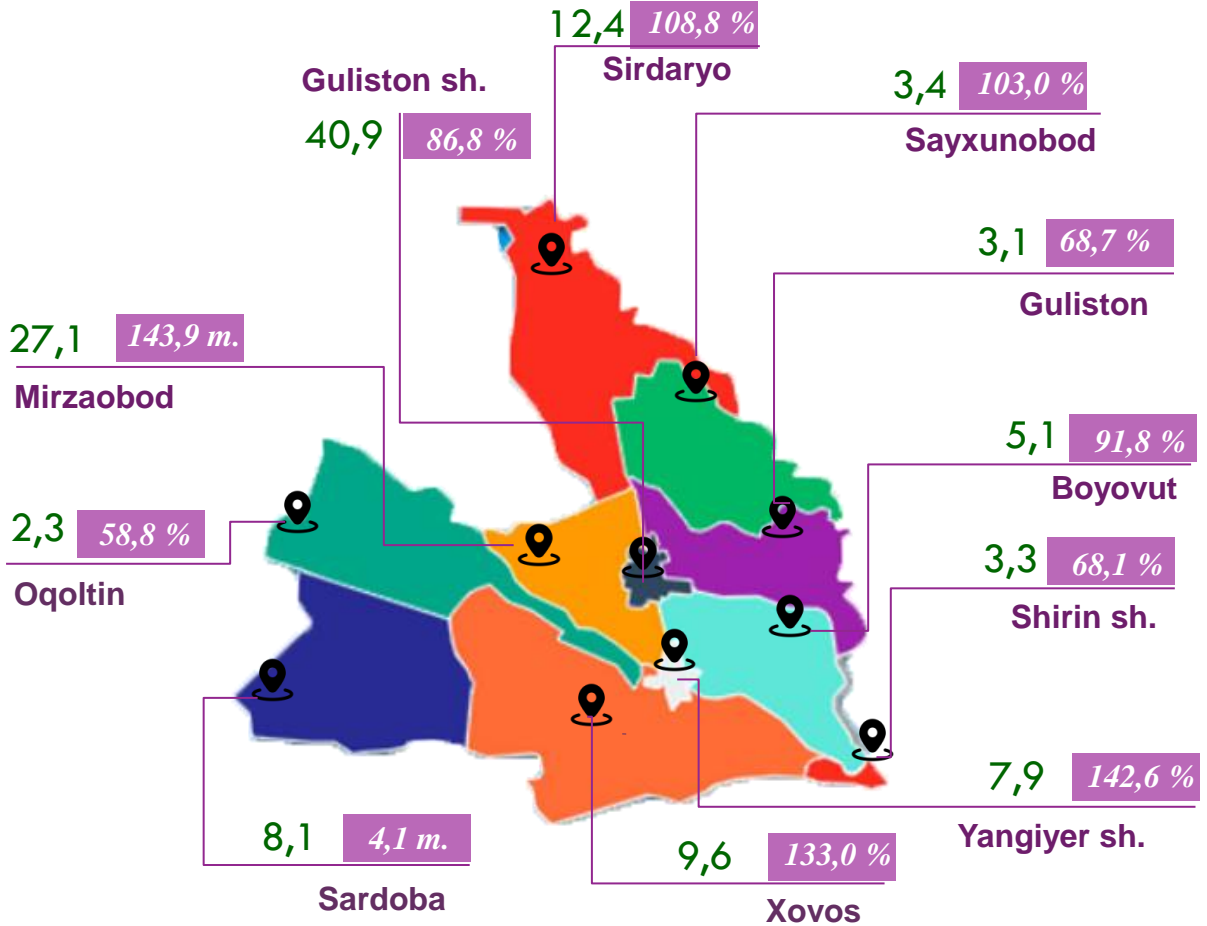 12,4 108,8 %
Sirdaryo
Guliston sh.
40,9 86,8 %
3,4 103,0 %
Sayxunobod
3,1 68,7 %
Guliston
27,1 143,9 m.
Mirzaobod
5,1 91,8 %
Boyovut
2,3 58,8 %
Oqoltin
3,3 68,1 %
Shirin sh.
7,9 142,6 %
Yangiyer sh.
8,1 4,1 m.
Sardoba
9,6 133,0 %
Xovos